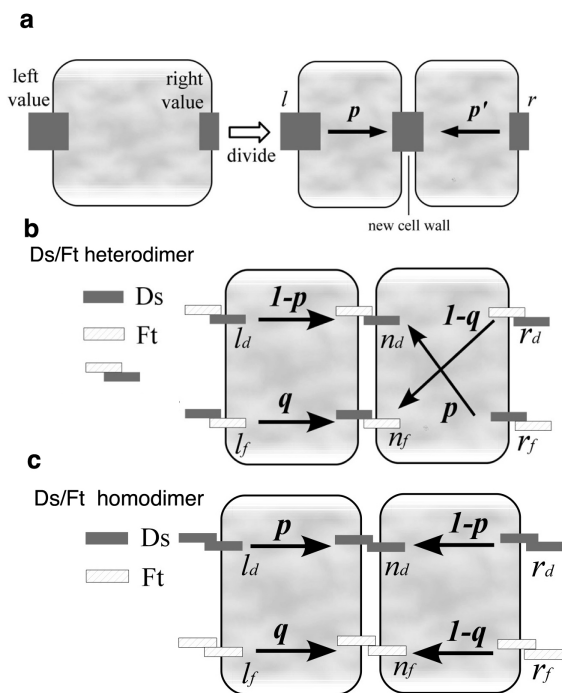 a
left
value
right
value
divide
l
p
p'
r
new cell wall
b
Ds/Ft heterodimer
Ds
Ft
1-p
1-q
l_d
n_d
r_d
q
p
l_f
n_f
r_f
c
Ds/Ft homodimer
Ds
Ft
p
1-p
l_d
n_d
r_d
q
1-q
l_f
n_f
r_f